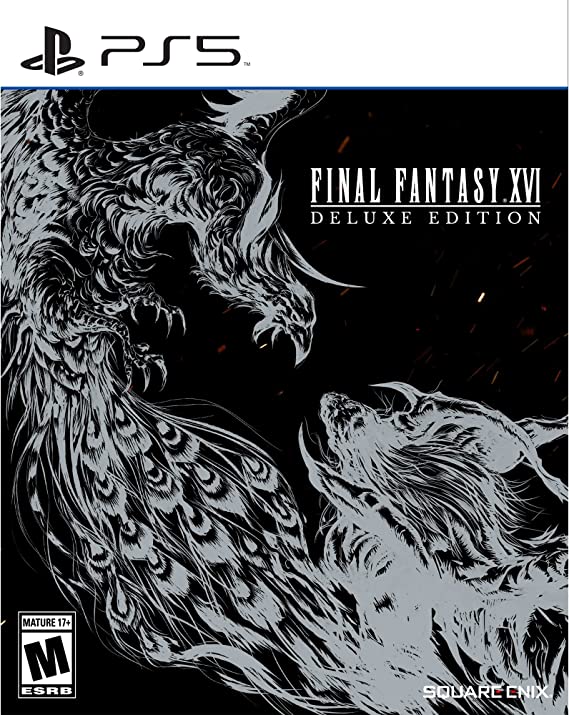 PS5
FINAL FANTASY XVI
DELUXE EDITION
MATURE 17+
M
ESRB
SQUARE ENIX